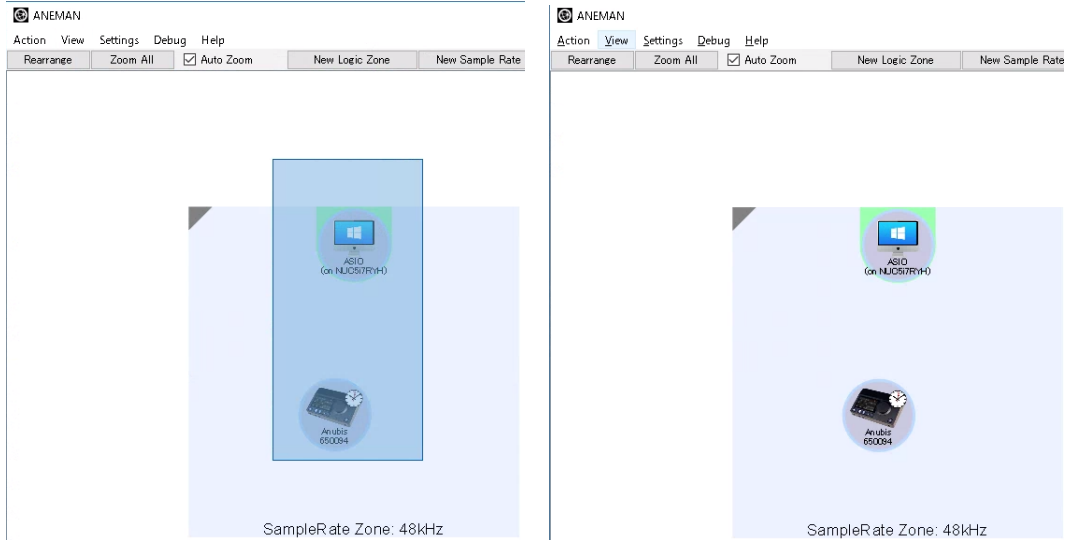 ANEMAN
Action View Settings Debug Help
Rearrange Zoom All Auto Zoom New Logic Zone New Sample Rate
ASIO
(on NUC5i7RYH)
Anubis
650094
SampleRate Zone: 48kHz
ANEMAN
Action View Settings Debug Help
Rearrange Zoom All Auto Zoom New Logic Zone New Sample Rate
ASIO
(on NUC5i7RYH)
Anubis
650094
SampleRate Zone: 48kHz